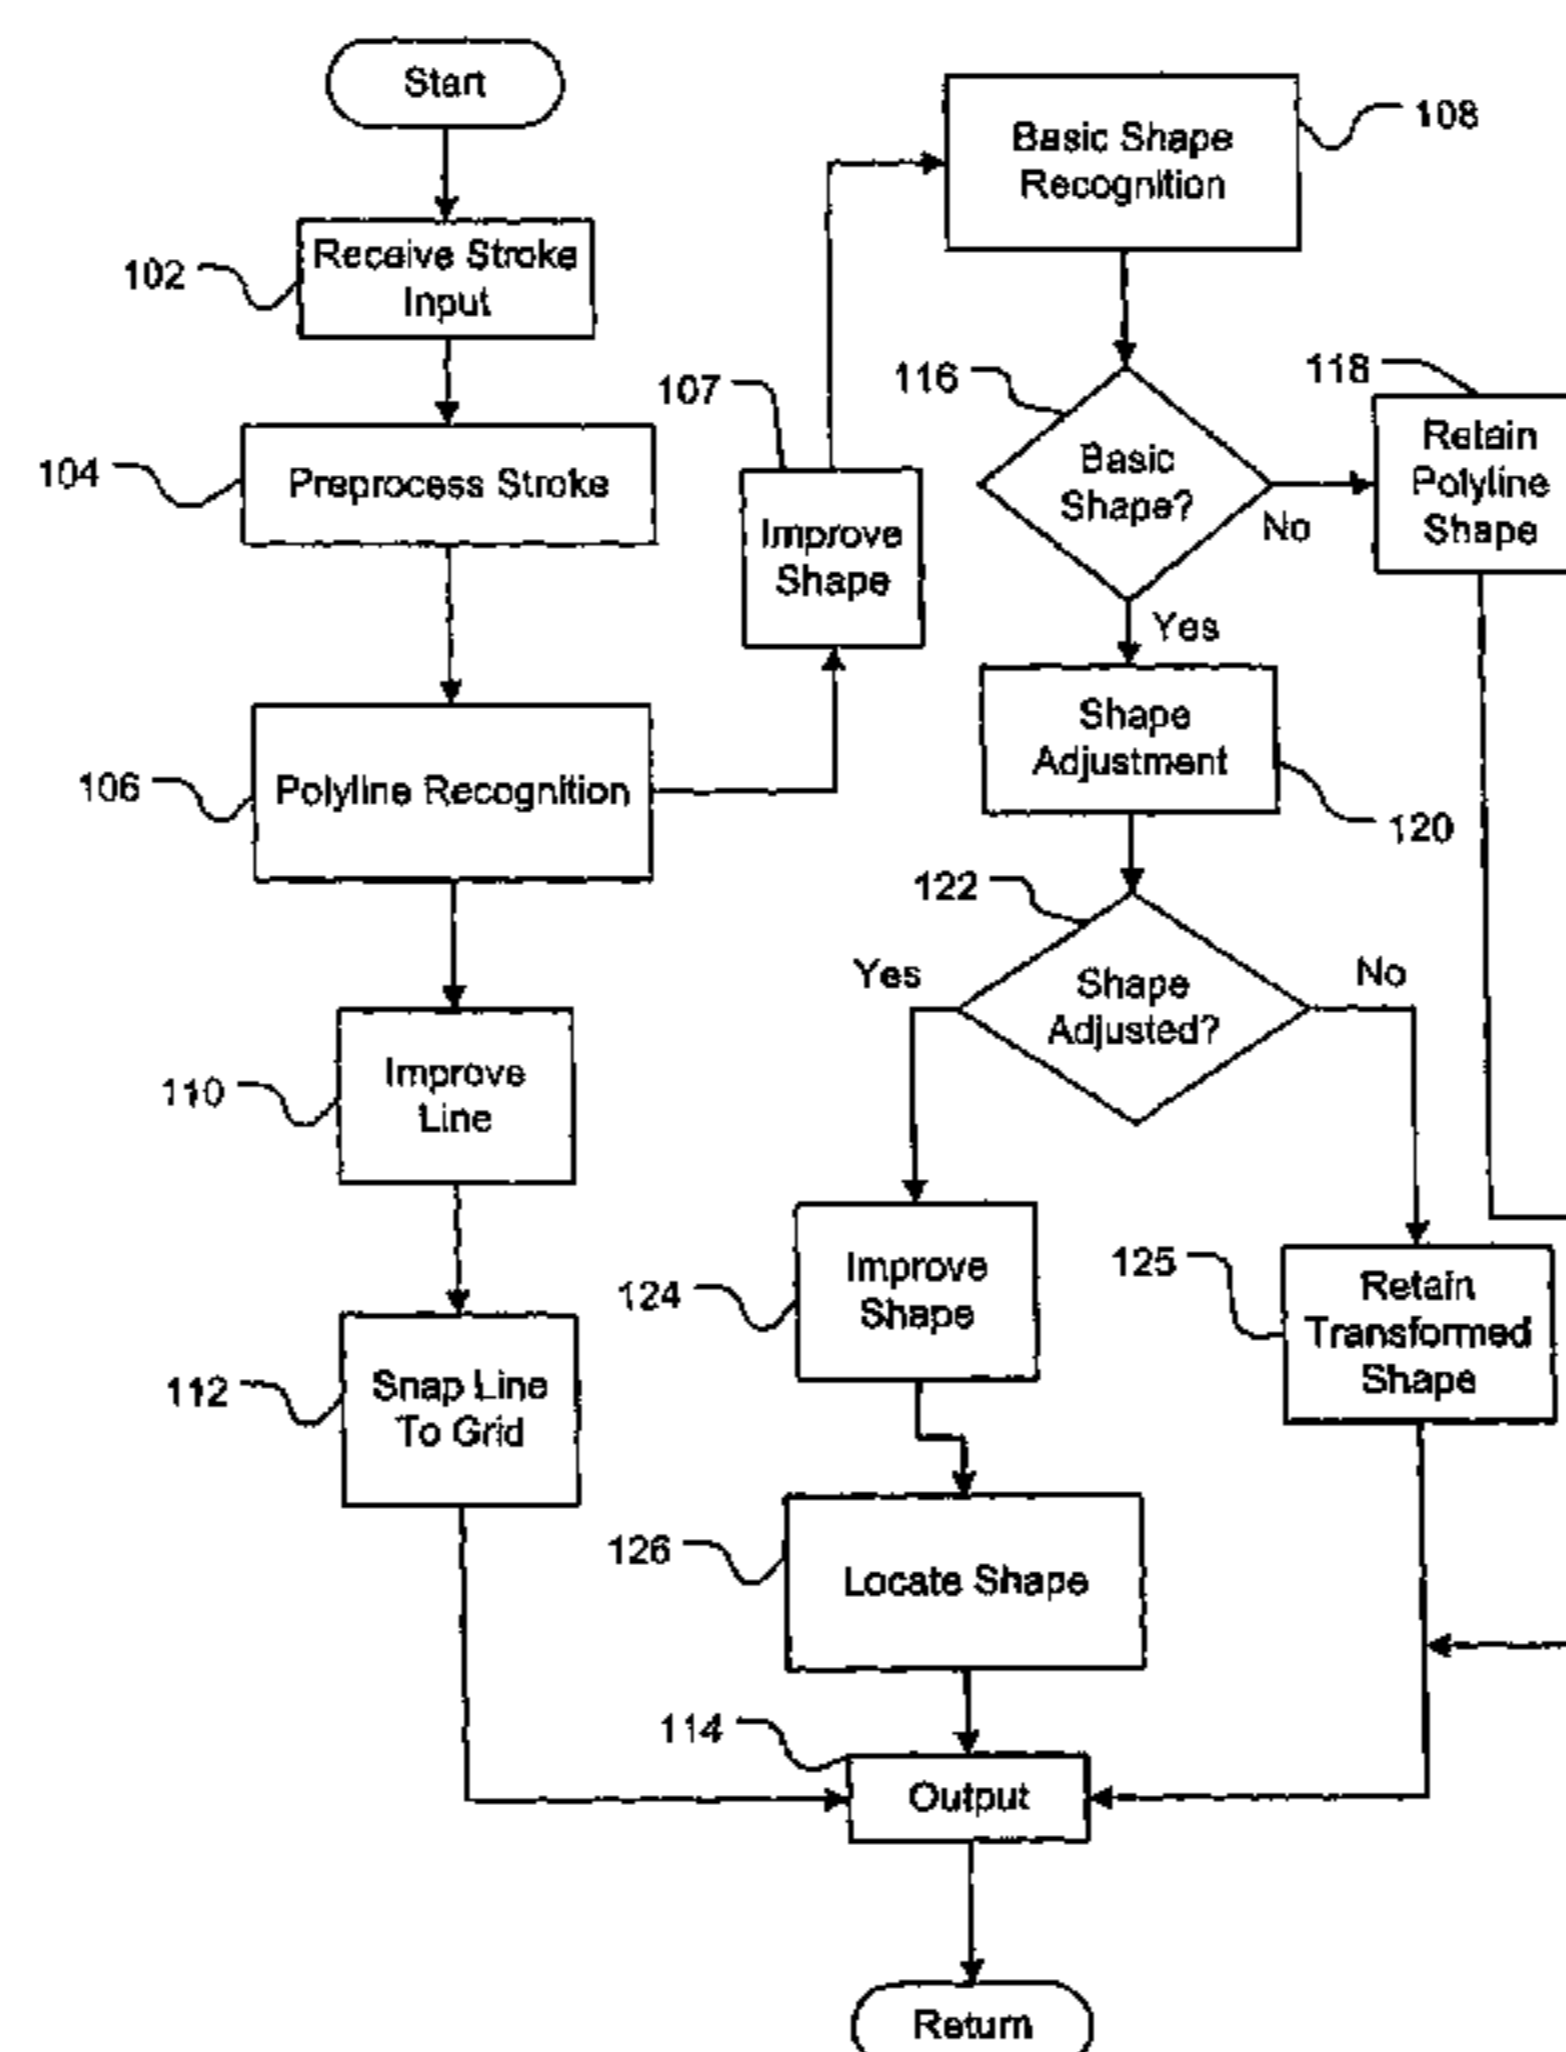 Start
102
Receive Stroke
Input
104
Preprocess Stroke
106
Polyline Recognition
110
Improve
Line
112
Snap Line
To Grid
107
Improve
Shape
Basic Shape
Recognition
108
116
Basic
Shape?
No
Yes
118
Retain
Polyline
Shape
Shape
Adjustment
120
122
Shape
Adjusted?
Yes
No
124
Improve
Shape
125
Retain
Transformed
Shape
126
Locate Shape
114
Output
Return